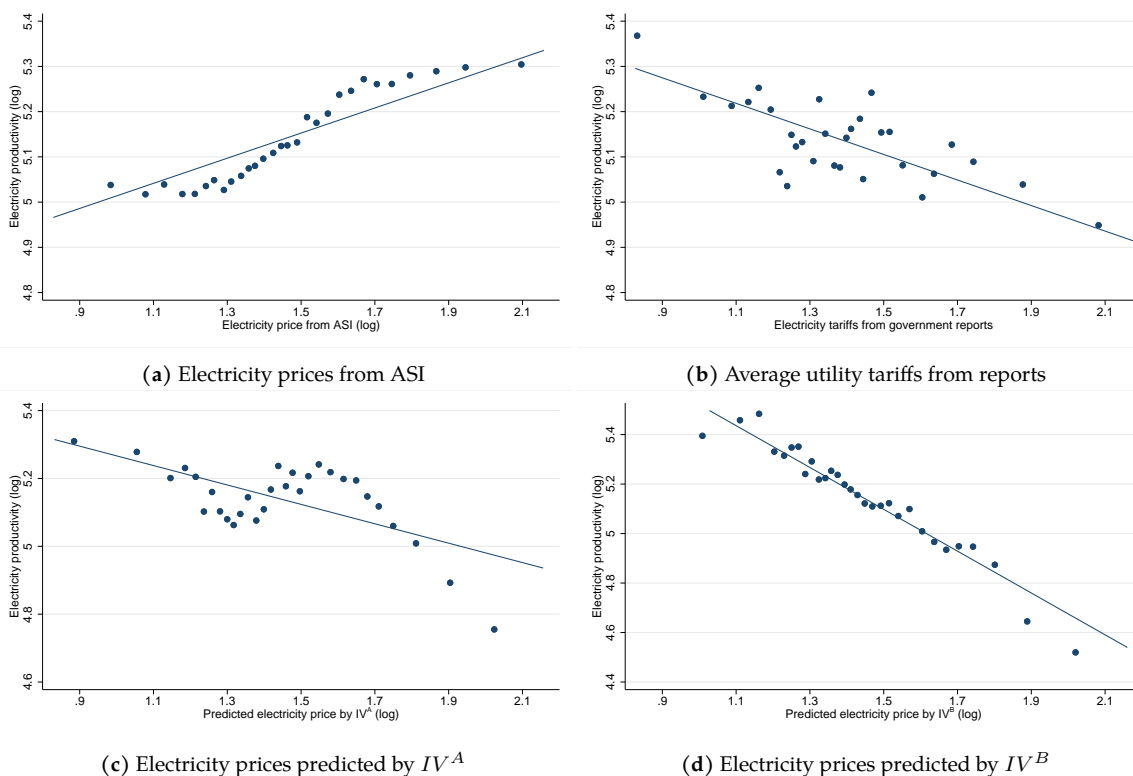 Electricity productivity (log)
5.4
5.3
5.2
5.1
5
4.9
4.8
.9 1.1 1.3 1.5 1.7 1.9 2.1
Electricity price from ASI (log)
(a) Electricity prices from ASI
Electricity productivity (log)
5.4
5.3
5.2
5.1
5
4.9
4.8
.9 1.1 1.3 1.5 1.7 1.9 2.1
Electricity tariffs from government reports
(b) Average utility tariffs from reports
Electricity productivity (log)
5.4
5.2
5
4.8
4.6
.9 1.1 1.3 1.5 1.7 1.9 2.1
Predicted electricity price by IV^A (log)
(c) Electricity prices predicted by IV^A
Electricity productivity (log)
5.4
5.2
5
4.8
4.6
4.4
.9 1.1 1.3 1.5 1.7 1.9 2.1
Predicted electricity price by IV^B (log)
(d) Electricity prices predicted by IV^B